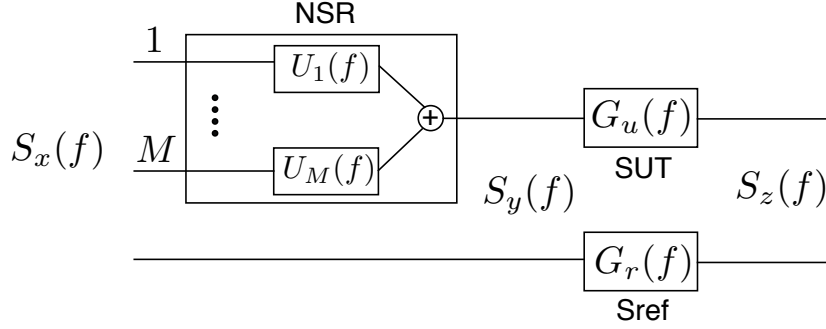 NSR
1
U_1(f)
S_x(f)
M
U_M(f)
+
G_u(f)
SUT
S_y(f)
S_z(f)
G_r(f)
Sref